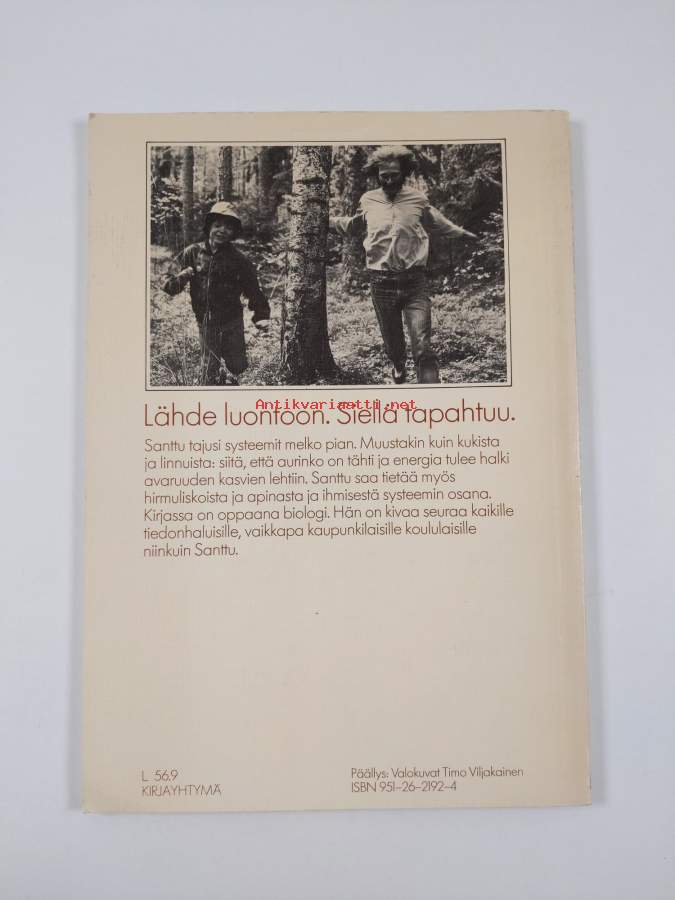 Lähde luontoon. Siellä tapahtuu.
Antikvariaatti.net
Santtu tajusi systeemit melko pian. Muustakin kuin kukista
ja linnuista: siitä, että aurinko on tähti ja energia tulee halki
avaruuden kasvien lehtiin. Santtu saa tietää myös
hirmuliskoista ja apinasta ja ihmisestä systeemin osana.
Kirjassa on oppaana biologi. Hän on kivaa seuraa kaikille
tiedonhaluisille, vaikkapa kaupunkilaisille koululaisille
niinkuin Santtu.
L 56.9
KIRJAYHTYMÄ
Päällys: Valokuvat Timo Viljakainen
ISBN 951-26-2192-4